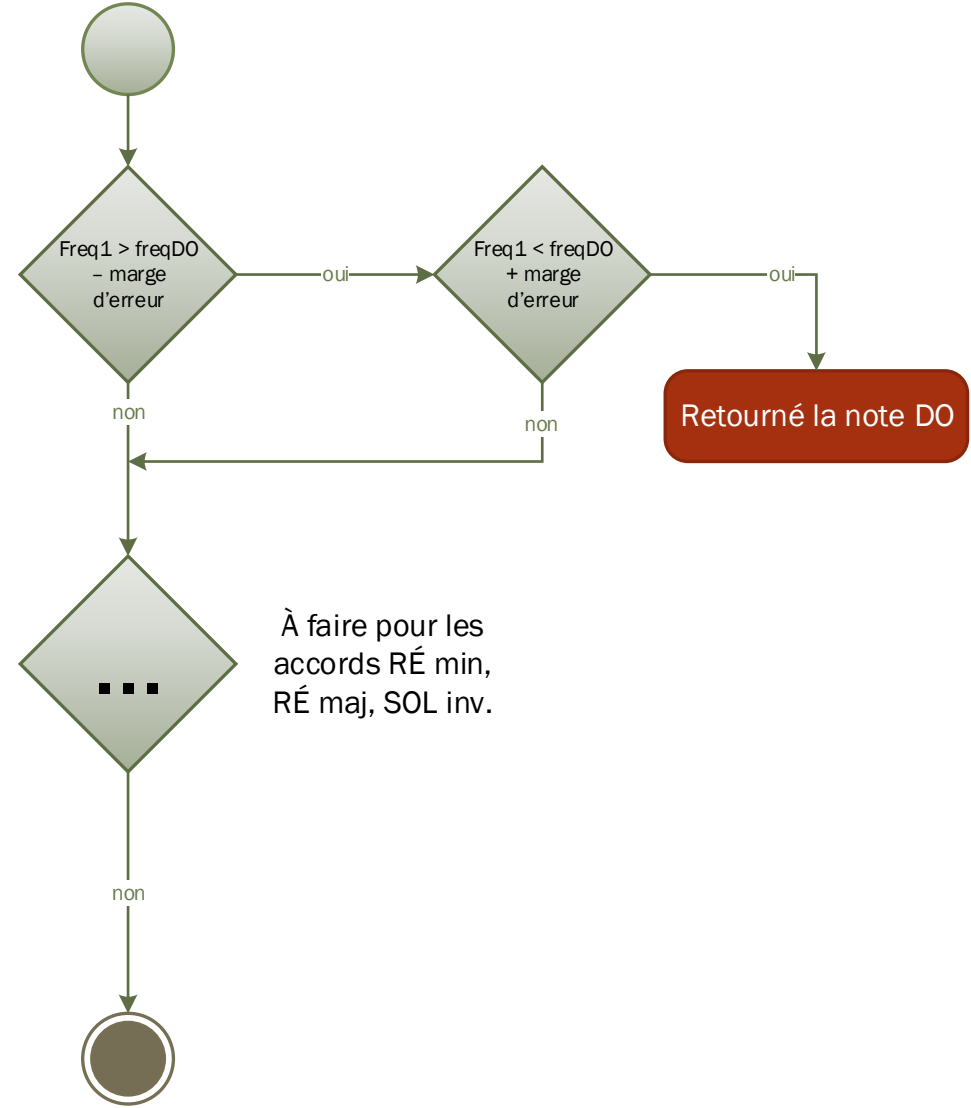 Freq1 > freqDO
– marge
d'erreur
oui
Freq1 < freqDO
+ marge
d'erreur
oui
non
non
Retourné la note DO
...
À faire pour les
accords RÉ min,
RÉ maj, SOL inv.
non